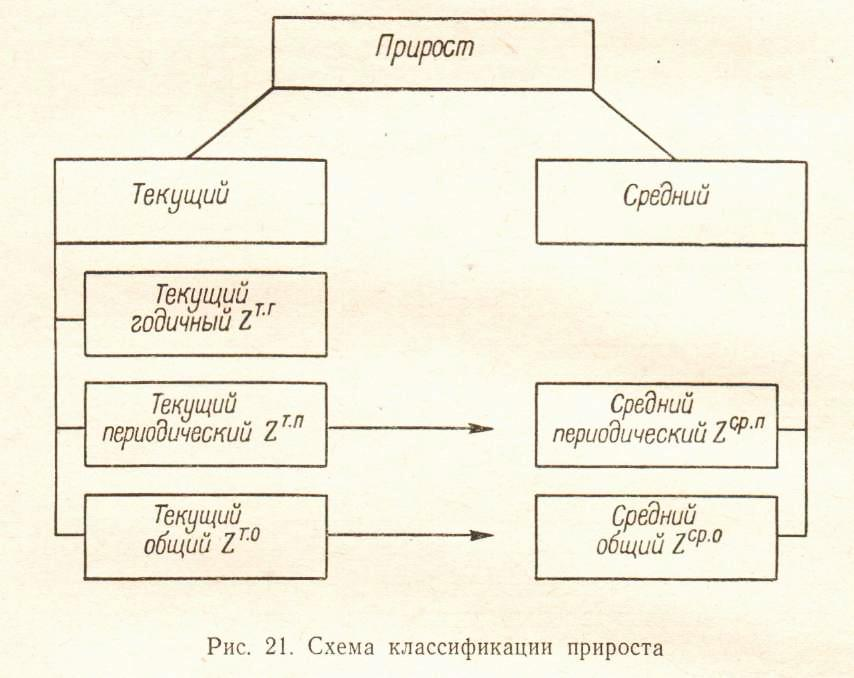 Прирост
Текущий
Средний
Текущий
годичный Z^т.г
Текущий
периодический Z^т.п
Средний
периодический Z^ср.п
Текущий
общий Z^т.о
Средний
общий Z^ср.о
Рис. 21. Схема классификации прироста